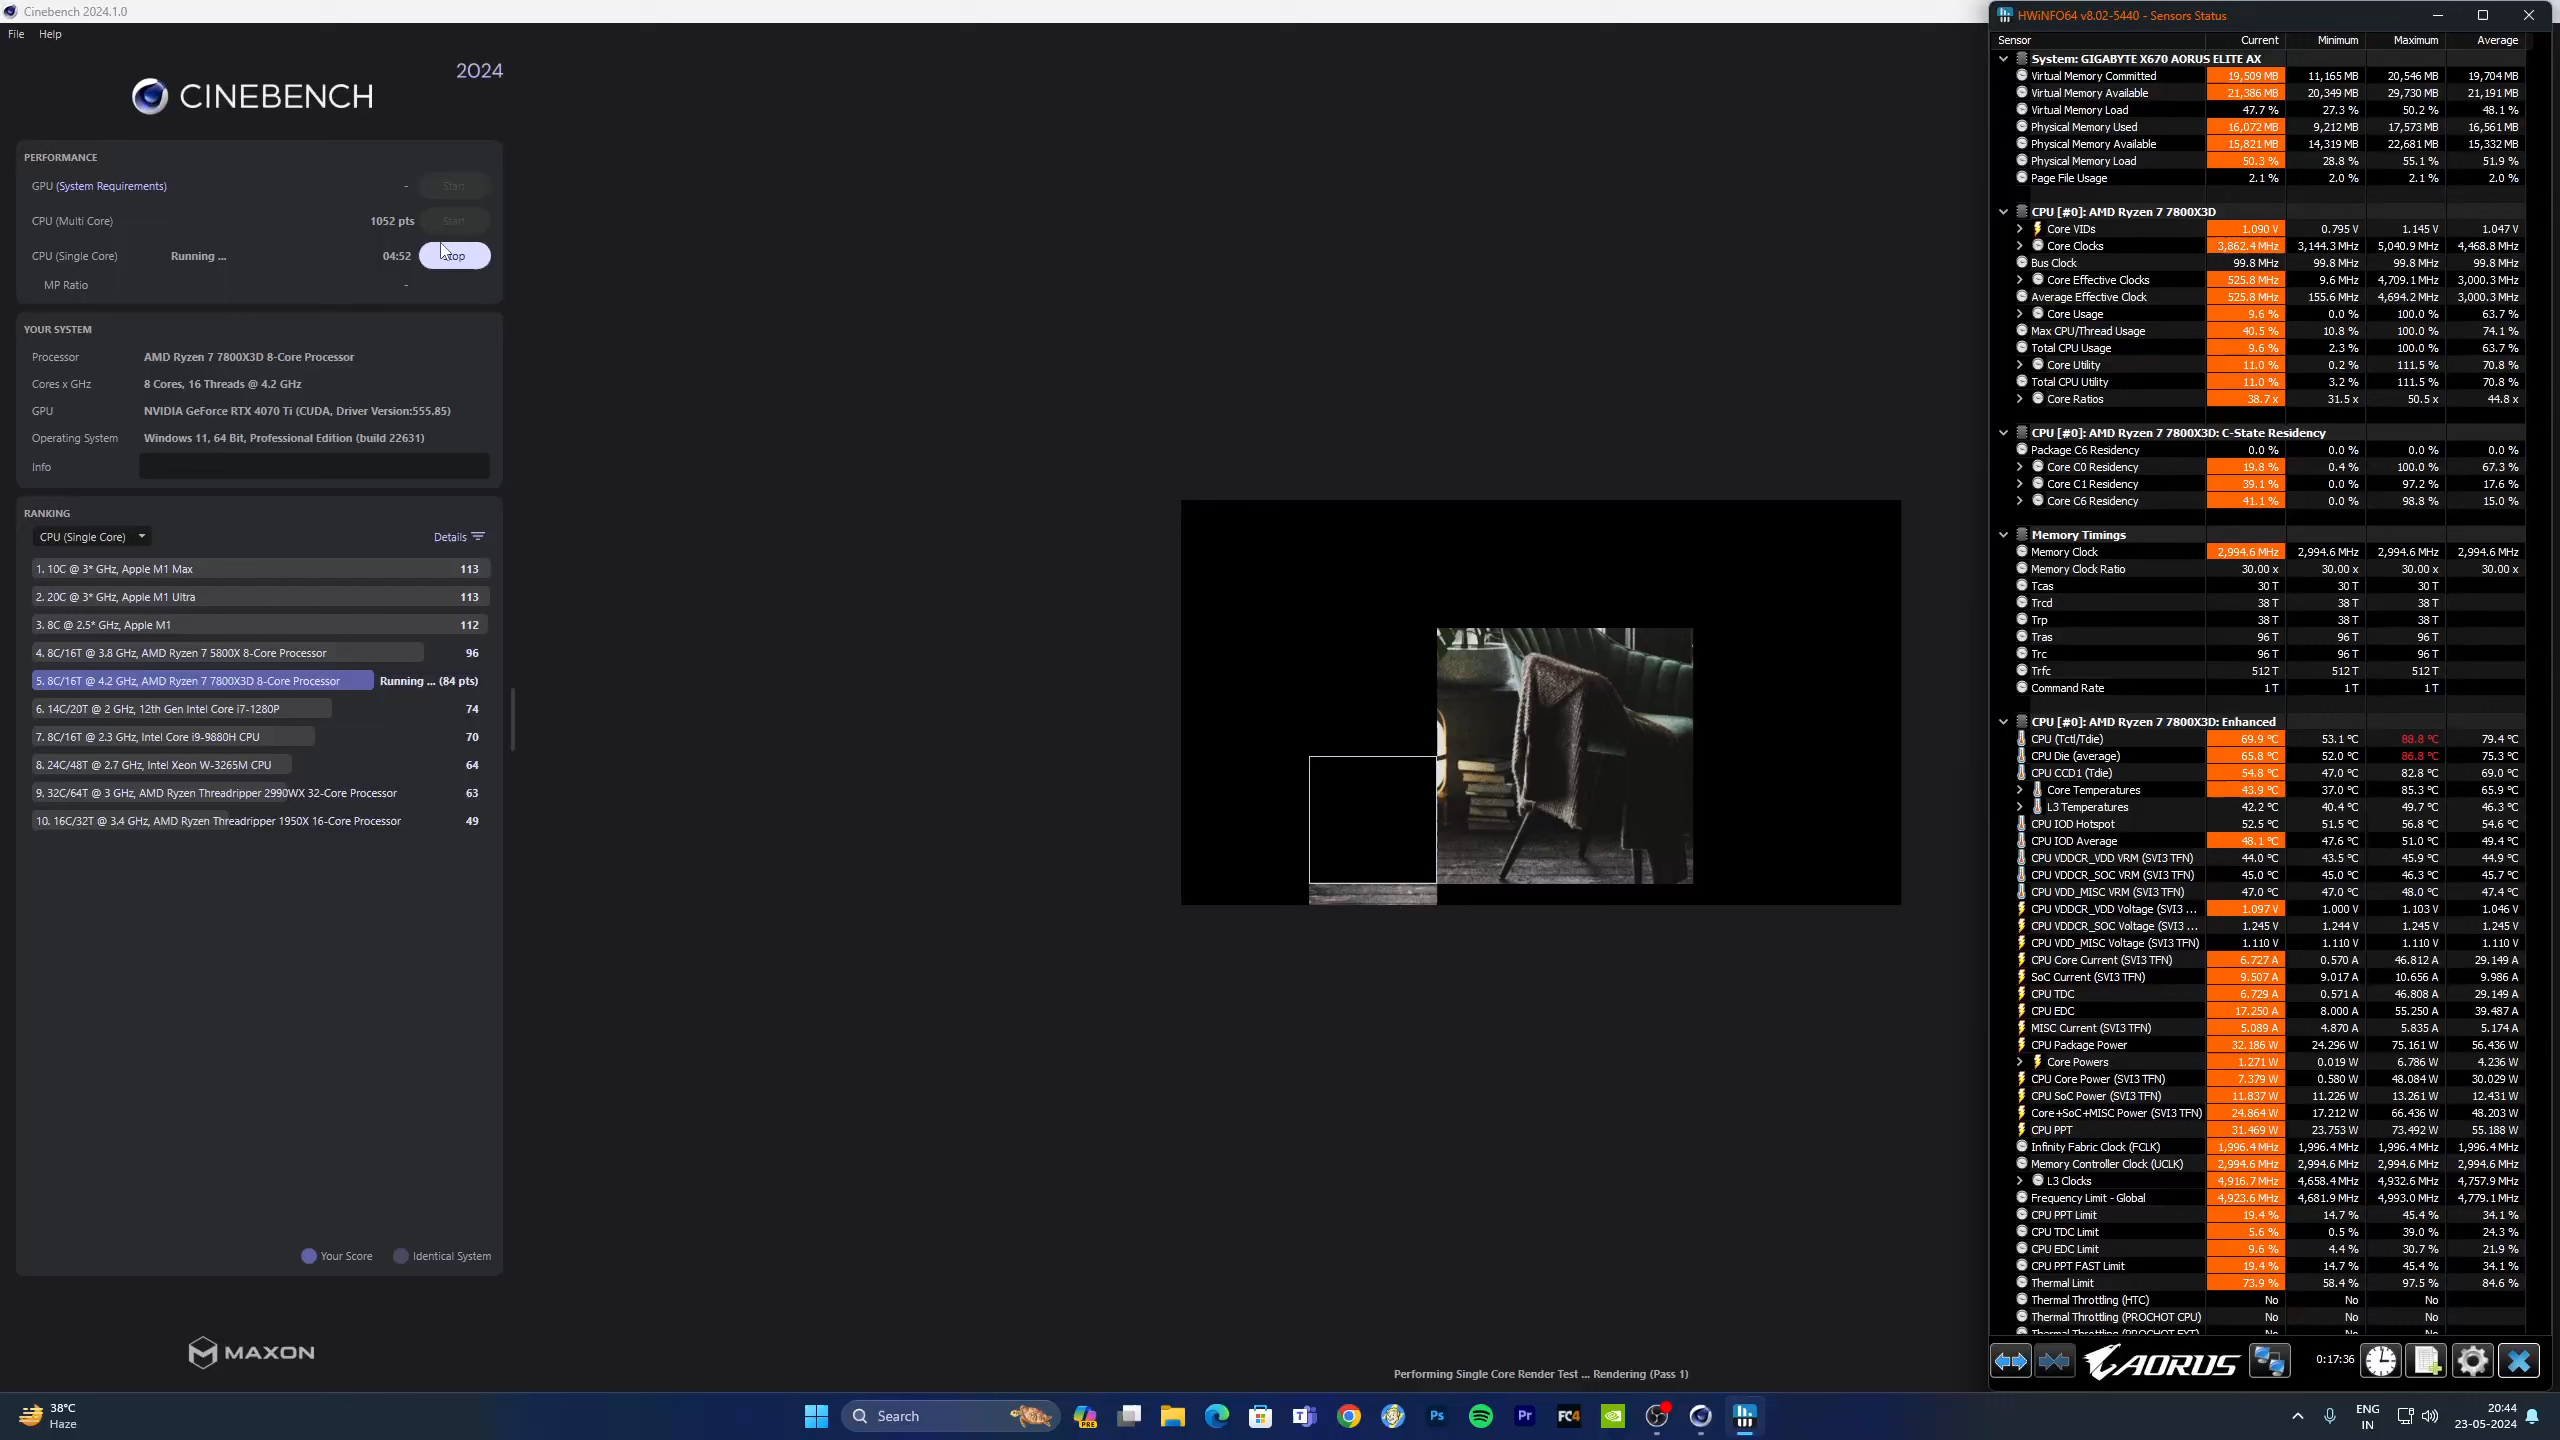 Cinebench 2024.1.0
File Help
2024
CINEBENCH
PERFORMANCE
GPU (System Requirements) - Start
CPU (Multi Core) 1052 pts Start
CPU (Single Core) Running ... 04:52
MP Ratio -
YOUR SYSTEM
Processor AMD Ryzen 7 7800X3D 8-Core Processor
Cores x GHz 8 Cores, 16 Threads @ 4.2 GHz
GPU NVIDIA GeForce RTX 4070 Ti (CUDA, Driver Version:555.85)
Operating System Windows 11, 64 Bit, Professional Edition (build 22631)
Info
RANKING
CPU (Single Core) Details
1. 10C @ 3* GHz, Apple M1 Max 113
2. 20C @ 3* GHz, Apple M1 Ultra 113
3. 8C @ 2.5* GHz, Apple M1 112
4. 8C/16T @ 3.8 GHz, AMD Ryzen 7 5800X 8-Core Processor 96
5. 8C/16T @ 4.2 GHz, AMD Ryzen 7 7800X3D 8-Core Processor Running ... (84 pts)
6. 14C/20T @ 2 GHz, 12th Gen Intel Core i7-1280P 74
7. 8C/16T @ 2.3 GHz, Intel Core i9-9880H CPU 70
8. 24C/48T @ 2.7 GHz, Intel Xeon W-3265M CPU 64
9. 32C/64T @ 3 GHz, AMD Ryzen Threadripper 2990WX 32-Core Processor 63
10. 16C/32T @ 3.4 GHz, AMD Ryzen Threadripper 1950X 16-Core Processor 49
Your Score Identical System
MAXON
Performing Single Core Render Test ... Rendering (Pass 1)
HWiNFO64 v8.02-5440 - Sensors Status
Sensor Current Minimum Maximum Average
System: GIGABYTE X670 AORUS ELITE AX
Virtual Memory Committed 19,509 MB 11,165 MB 20,546 MB 19,704 MB
Virtual Memory Available 21,386 MB 20,349 MB 29,730 MB 21,191 MB
Virtual Memory Load 47.7 % 27.3 % 50.2 % 48.1 %
Physical Memory Used 16,072 MB 9,212 MB 17,573 MB 16,561 MB
Physical Memory Available 15,821 MB 14,319 MB 22,681 MB 15,332 MB
Physical Memory Load 50.3 % 28.8 % 55.1 % 51.9 %
Page File Usage 2.1 % 2.0 % 2.1 % 2.0 %
CPU [#0]: AMD Ryzen 7 7800X3D
Core VIDs 1.090 V 0.795 V 1.145 V 1.047 V
Core Clocks 3,862.4 MHz 3,144.3 MHz 5,040.9 MHz 4,468.8 MHz
Bus Clock 99.8 MHz 99.8 MHz 99.8 MHz 99.8 MHz
Core Effective Clocks 525.8 MHz 9.6 MHz 4,709.1 MHz 3,000.3 MHz
Average Effective Clock 525.8 MHz 155.6 MHz 4,694.2 MHz 3,000.3 MHz
Core Usage 9.6 % 0.0 % 100.0 % 63.7 %
Max CPU/Thread Usage 40.5 % 10.8 % 100.0 % 74.1 %
Total CPU Usage 9.6 % 2.3 % 100.0 % 63.7 %
Core Utility 11.0 % 0.2 % 111.5 % 70.8 %
Total CPU Utility 11.0 % 3.2 % 111.5 % 70.8 %
Core Ratios 38.7 x 31.5 x 50.5 x 44.8 x
CPU [#0]: AMD Ryzen 7 7800X3D: C-State Residency
Package C6 Residency 0.0 % 0.0 % 0.0 % 0.0 %
Core C0 Residency 19.8 % 0.4 % 100.0 % 67.3 %
Core C1 Residency 39.1 % 0.0 % 97.2 % 17.6 %
Core C6 Residency 41.1 % 0.0 % 98.8 % 15.0 %
Memory Timings
Memory Clock 2,994.6 MHz 2,994.6 MHz 2,994.6 MHz 2,994.6 MHz
Memory Clock Ratio 30.00 x 30.00 x 30.00 x 30.00 x
Tcas 30 T 30 T 30 T
Trcd 38 T 38 T 38 T
Trp 38 T 38 T 38 T
Tras 96 T 96 T 96 T
Trc 96 T 96 T 96 T
Trfc 512 T 512 T 512 T
Command Rate 1 T 1 T 1 T
CPU [#0]: AMD Ryzen 7 7800X3D: Enhanced
CPU (Tctl/Tdie) 69.9 °C 53.1 °C 88.8 °C 79.4 °C
CPU Die (average) 65.8 °C 52.0 °C 86.8 °C 75.3 °C
CPU CCD1 (Tdie) 54.8 °C 47.0 °C 82.8 °C 69.0 °C
Core Temperatures 43.9 °C 37.0 °C 85.3 °C 65.9 °C
L3 Temperatures 42.2 °C 40.4 °C 49.7 °C 46.3 °C
CPU IOD Hotspot 52.5 °C 51.5 °C 56.8 °C 54.6 °C
CPU IOD Average 48.1 °C 47.6 °C 51.0 °C 49.4 °C
CPU VDDCR_VDD VRM (SVI3 TFN) 44.0 °C 43.5 °C 45.9 °C 44.9 °C
CPU VDDCR_SOC VRM (SVI3 TFN) 45.0 °C 45.0 °C 46.3 °C 45.7 °C
CPU VDD_MISC VRM (SVI3 TFN) 47.0 °C 47.0 °C 48.0 °C 47.4 °C
CPU VDDCR_VDD Voltage (SVI3 ... 1.097 V 1.000 V 1.103 V 1.046 V
CPU VDDCR_SOC Voltage (SVI3 ... 1.245 V 1.244 V 1.245 V 1.245 V
CPU VDD_MISC Voltage (SVI3 TFN) 1.110 V 1.110 V 1.110 V 1.110 V
CPU Core Current (SVI3 TFN) 6.727 A 0.570 A 46.812 A 29.149 A
SoC Current (SVI3 TFN) 9.507 A 9.017 A 10.656 A 9.986 A
CPU TDC 6.729 A 0.571 A 46.808 A 29.149 A
CPU EDC 17.250 A 8.000 A 55.250 A 39.487 A
MISC Current (SVI3 TFN) 5.089 A 4.870 A 5.835 A 5.174 A
CPU Package Power 32.186 W 24.296 W 75.161 W 56.436 W
Core Powers 1.271 W 0.019 W 6.786 W 4.236 W
CPU Core Power (SVI3 TFN) 7.379 W 0.580 W 48.084 W 30.029 W
CPU SoC Power (SVI3 TFN) 11.837 W 11.226 W 13.261 W 12.431 W
Core+SoC+MISC Power (SVI3 TFN) 24.864 W 17.212 W 66.436 W 48.203 W
CPU PPT 31.469 W 23.753 W 73.492 W 55.188 W
Infinity Fabric Clock (FCLK) 1,996.4 MHz 1,996.4 MHz 1,996.4 MHz 1,996.4 MHz
Memory Controller Clock (UCLK) 2,994.6 MHz 2,994.6 MHz 2,994.6 MHz 2,994.6 MHz
L3 Clocks 4,916.7 MHz 4,658.4 MHz 4,932.6 MHz 4,757.9 MHz
Frequency Limit - Global 4,923.6 MHz 4,681.9 MHz 4,993.0 MHz 4,779.1 MHz
CPU PPT Limit 19.4 % 14.7 % 45.4 % 34.1 %
CPU TDC Limit 5.6 % 0.5 % 39.0 % 24.3 %
CPU EDC Limit 9.6 % 4.4 % 30.7 % 21.9 %
CPU PPT FAST Limit 19.4 % 14.7 % 45.4 % 34.1 %
Thermal Limit 73.9 % 58.4 % 97.5 % 84.6 %
Thermal Throttling (HTC) No No No
Thermal Throttling (PROCHOT CPU) No No No
Thermal Throttling (PROCHOT EXT) No No No
AORUS 0:17:36
38°C
Haze
Search
PRE
Ps
Pr
FC4
ENG
IN
20:44
23-05-2024